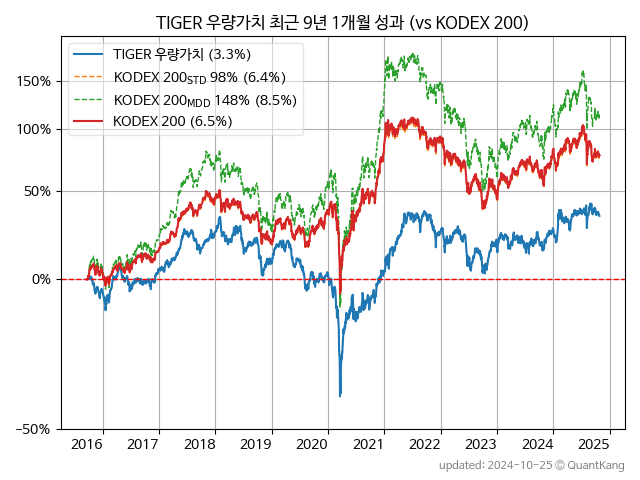 TIGER 우량가치 최근 9년 1개월 성과 (vs KODEX 200)
TIGER 우량가치 (3.3%)
KODEX 200STD 98% (6.4%)
KODEX 200MDD 148% (8.5%)
KODEX 200 (6.5%)
150%
100%
50%
0%
−50%
2016 2017 2018 2019 2020 2021 2022 2023 2024 2025
updated: 2024-10-25 © QuantKang